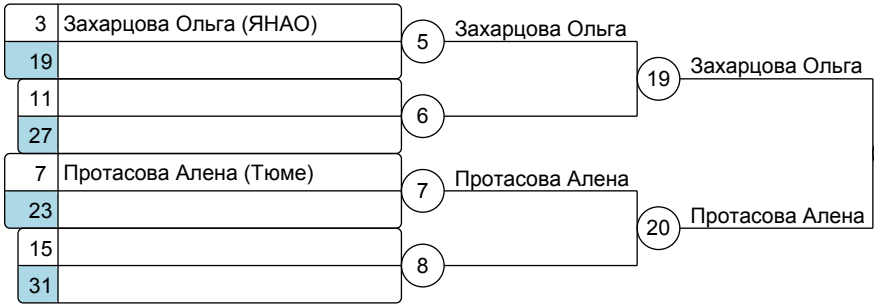 3 Захарцова Ольга (ЯНАО)
5 Захарцова Ольга
19
19 Захарцова Ольга
11
6
27
7 Протасова Алена (Тюме)
7 Протасова Алена
23
20 Протасова Алена
15
8
31